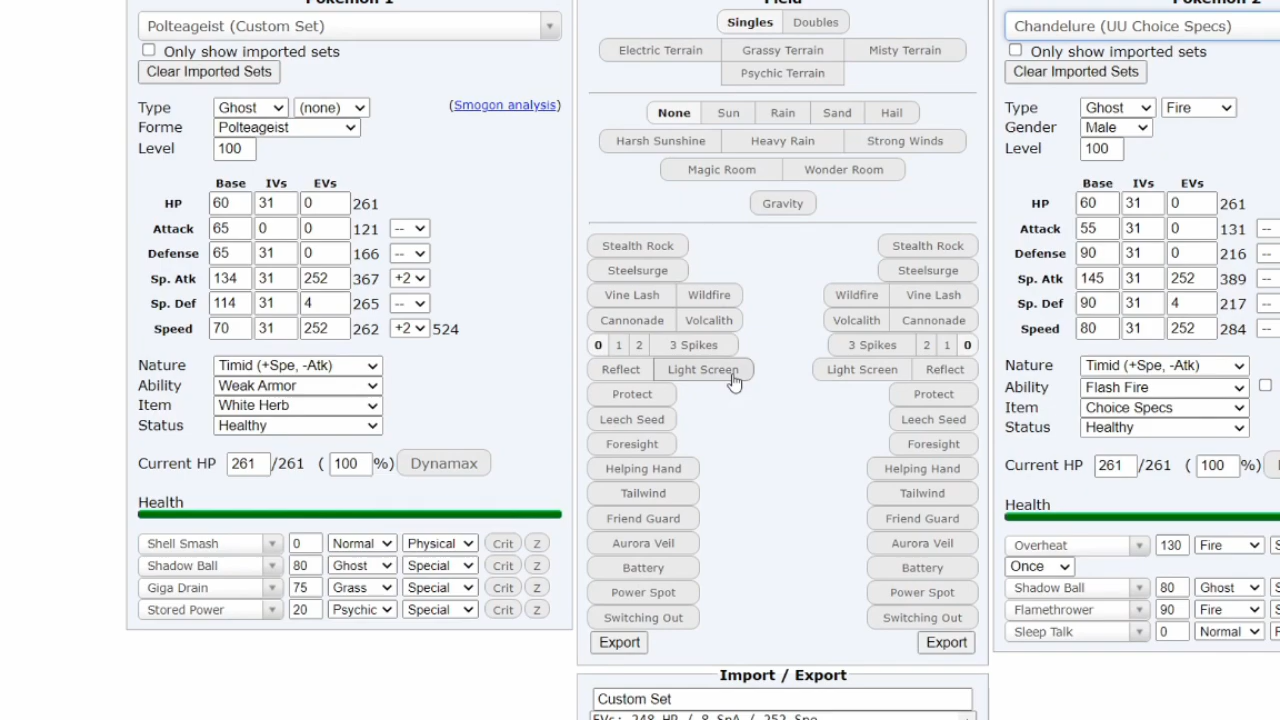 Pokémon 1
Polteageist (Custom Set)
Only show imported sets
Clear Imported Sets
Type Ghost (none) (Smogon analysis)
Forme Polteageist
Level 100
Base IVs EVs
HP 60 31 0 261
Attack 65 0 0 121 --
Defense 65 31 0 166 --
Sp. Atk 134 31 252 367 +2
Sp. Def 114 31 4 265 --
Speed 70 31 252 262 +2 524
Nature Timid (+Spe, -Atk)
Ability Weak Armor
Item White Herb
Status Healthy
Current HP 261 /261 ( 100 %) Dynamax
Health
Shell Smash 0 Normal Physical Crit Z
Shadow Ball 80 Ghost Special Crit Z
Giga Drain 75 Grass Special Crit Z
Stored Power 20 Psychic Special Crit Z
Field
Singles Doubles
Electric Terrain Grassy Terrain Misty Terrain
Psychic Terrain
None Sun Rain Sand Hail
Harsh Sunshine Heavy Rain Strong Winds
Magic Room Wonder Room
Gravity
Stealth Rock Stealth Rock
Steelsurge Steelsurge
Vine Lash Wildfire Wildfire Vine Lash
Cannonade Volcalith Volcalith Cannonade
0 1 2 3 Spikes 3 Spikes 2 1 0
Reflect Light Screen Light Screen Reflect
Protect Protect
Leech Seed Leech Seed
Foresight Foresight
Helping Hand Helping Hand
Tailwind Tailwind
Friend Guard Friend Guard
Aurora Veil Aurora Veil
Battery Battery
Power Spot Power Spot
Switching Out Switching Out
Export Export
Import / Export
Custom Set
EVs: 248 HP / 8 SpA / 252 Spe
Pokémon 2
Chandelure (UU Choice Specs)
Only show imported sets
Clear Imported Sets
Type Ghost Fire
Gender Male
Level 100
Base IVs EVs
HP 60 31 0 261
Attack 55 0 0 131 --
Defense 90 31 0 216 --
Sp. Atk 145 31 252 389 --
Sp. Def 90 31 4 217 --
Speed 80 31 252 284 --
Nature Timid (+Spe, -Atk)
Ability Flash Fire
Item Choice Specs
Status Healthy
Current HP 261 /261 ( 100 %)
Health
Overheat 130 Fire
Once
Shadow Ball 80 Ghost
Flamethrower 90 Fire
Sleep Talk 0 Normal